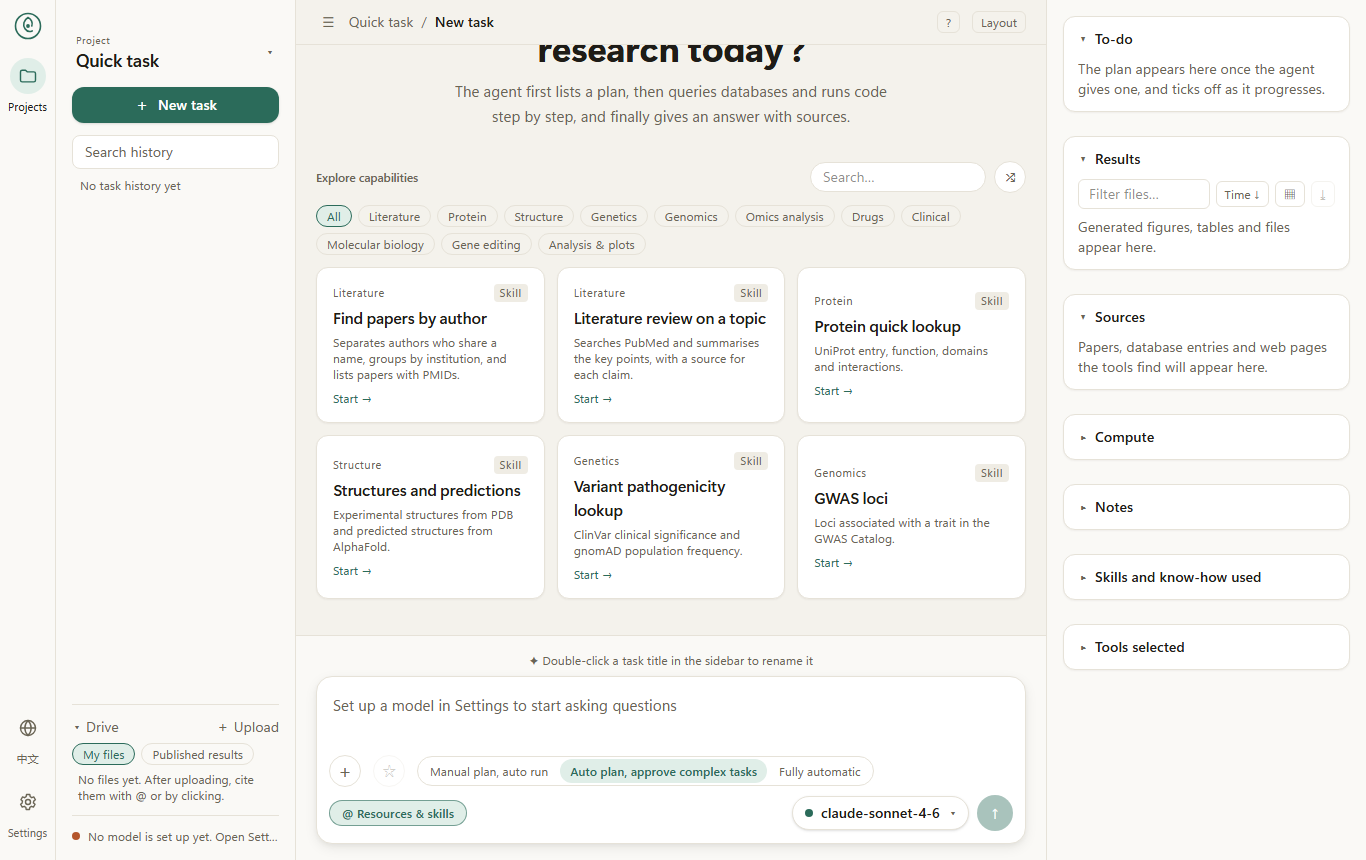 Projects
中文
Settings
Project
Quick task
+ New task
Search history
No task history yet
Drive
+ Upload
My files
Published results
No files yet. After uploading, cite
them with @ or by clicking.
No model is set up yet. Open Sett...
Quick task / New task
?
Layout
research today?
The agent first lists a plan, then queries databases and runs code
step by step, and finally gives an answer with sources.
Explore capabilities
Search...
All
Literature
Protein
Structure
Genetics
Genomics
Omics analysis
Drugs
Clinical
Molecular biology
Gene editing
Analysis & plots
Literature
Skill
Find papers by author
Separates authors who share a
name, groups by institution, and
lists papers with PMIDs.
Start →
Literature
Skill
Literature review on a topic
Searches PubMed and summarises
the key points, with a source for
each claim.
Start →
Protein
Skill
Protein quick lookup
UniProt entry, function, domains
and interactions.
Start →
Structure
Skill
Structures and predictions
Experimental structures from PDB
and predicted structures from
AlphaFold.
Start →
Genetics
Skill
Variant pathogenicity
lookup
ClinVar clinical significance and
gnomAD population frequency.
Start →
Genomics
Skill
GWAS loci
Loci associated with a trait in the
GWAS Catalog.
Start →
✦ Double-click a task title in the sidebar to rename it
Set up a model in Settings to start asking questions
Manual plan, auto run
Auto plan, approve complex tasks
Fully automatic
@ Resources & skills
claude-sonnet-4-6
To-do
The plan appears here once the agent
gives one, and ticks off as it progresses.
Results
Filter files...
Time ↓
Generated figures, tables and files
appear here.
Sources
Papers, database entries and web pages
the tools find will appear here.
Compute
Notes
Skills and know-how used
Tools selected